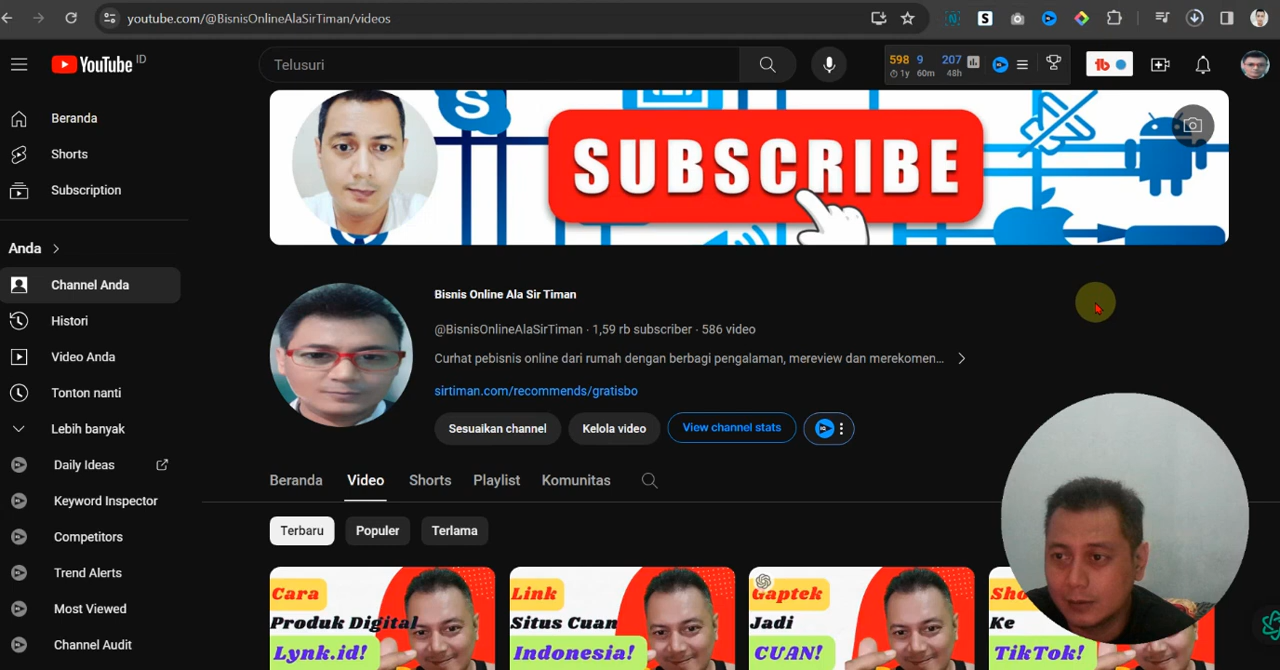 youtube.com/@BisnisOnlineAlaSirTiman/videos
YouTube ID
Telusuri
598 9 207
1y 60m 48h
Beranda
Shorts
Subscription
Anda
Channel Anda
Histori
Video Anda
Tonton nanti
Lebih banyak
Daily Ideas
Keyword Inspector
Competitors
Trend Alerts
Most Viewed
Channel Audit
SUBSCRIBE
Bisnis Online Ala Sir Timan
@BisnisOnlineAlaSirTiman · 1,59 rb subscriber · 586 video
Curhat pebisnis online dari rumah dengan berbagi pengalaman, mereview dan merekomen...
sirtiman.com/recommends/gratisbo
Sesuaikan channel Kelola video View channel stats
Beranda Video Shorts Playlist Komunitas
Terbaru Populer Terlama
Cara
Produk Digital
Lynk.id!
Link
Situs Cuan
Indonesia!
Gaptek
Jadi
CUAN!
Ke
TikTok!